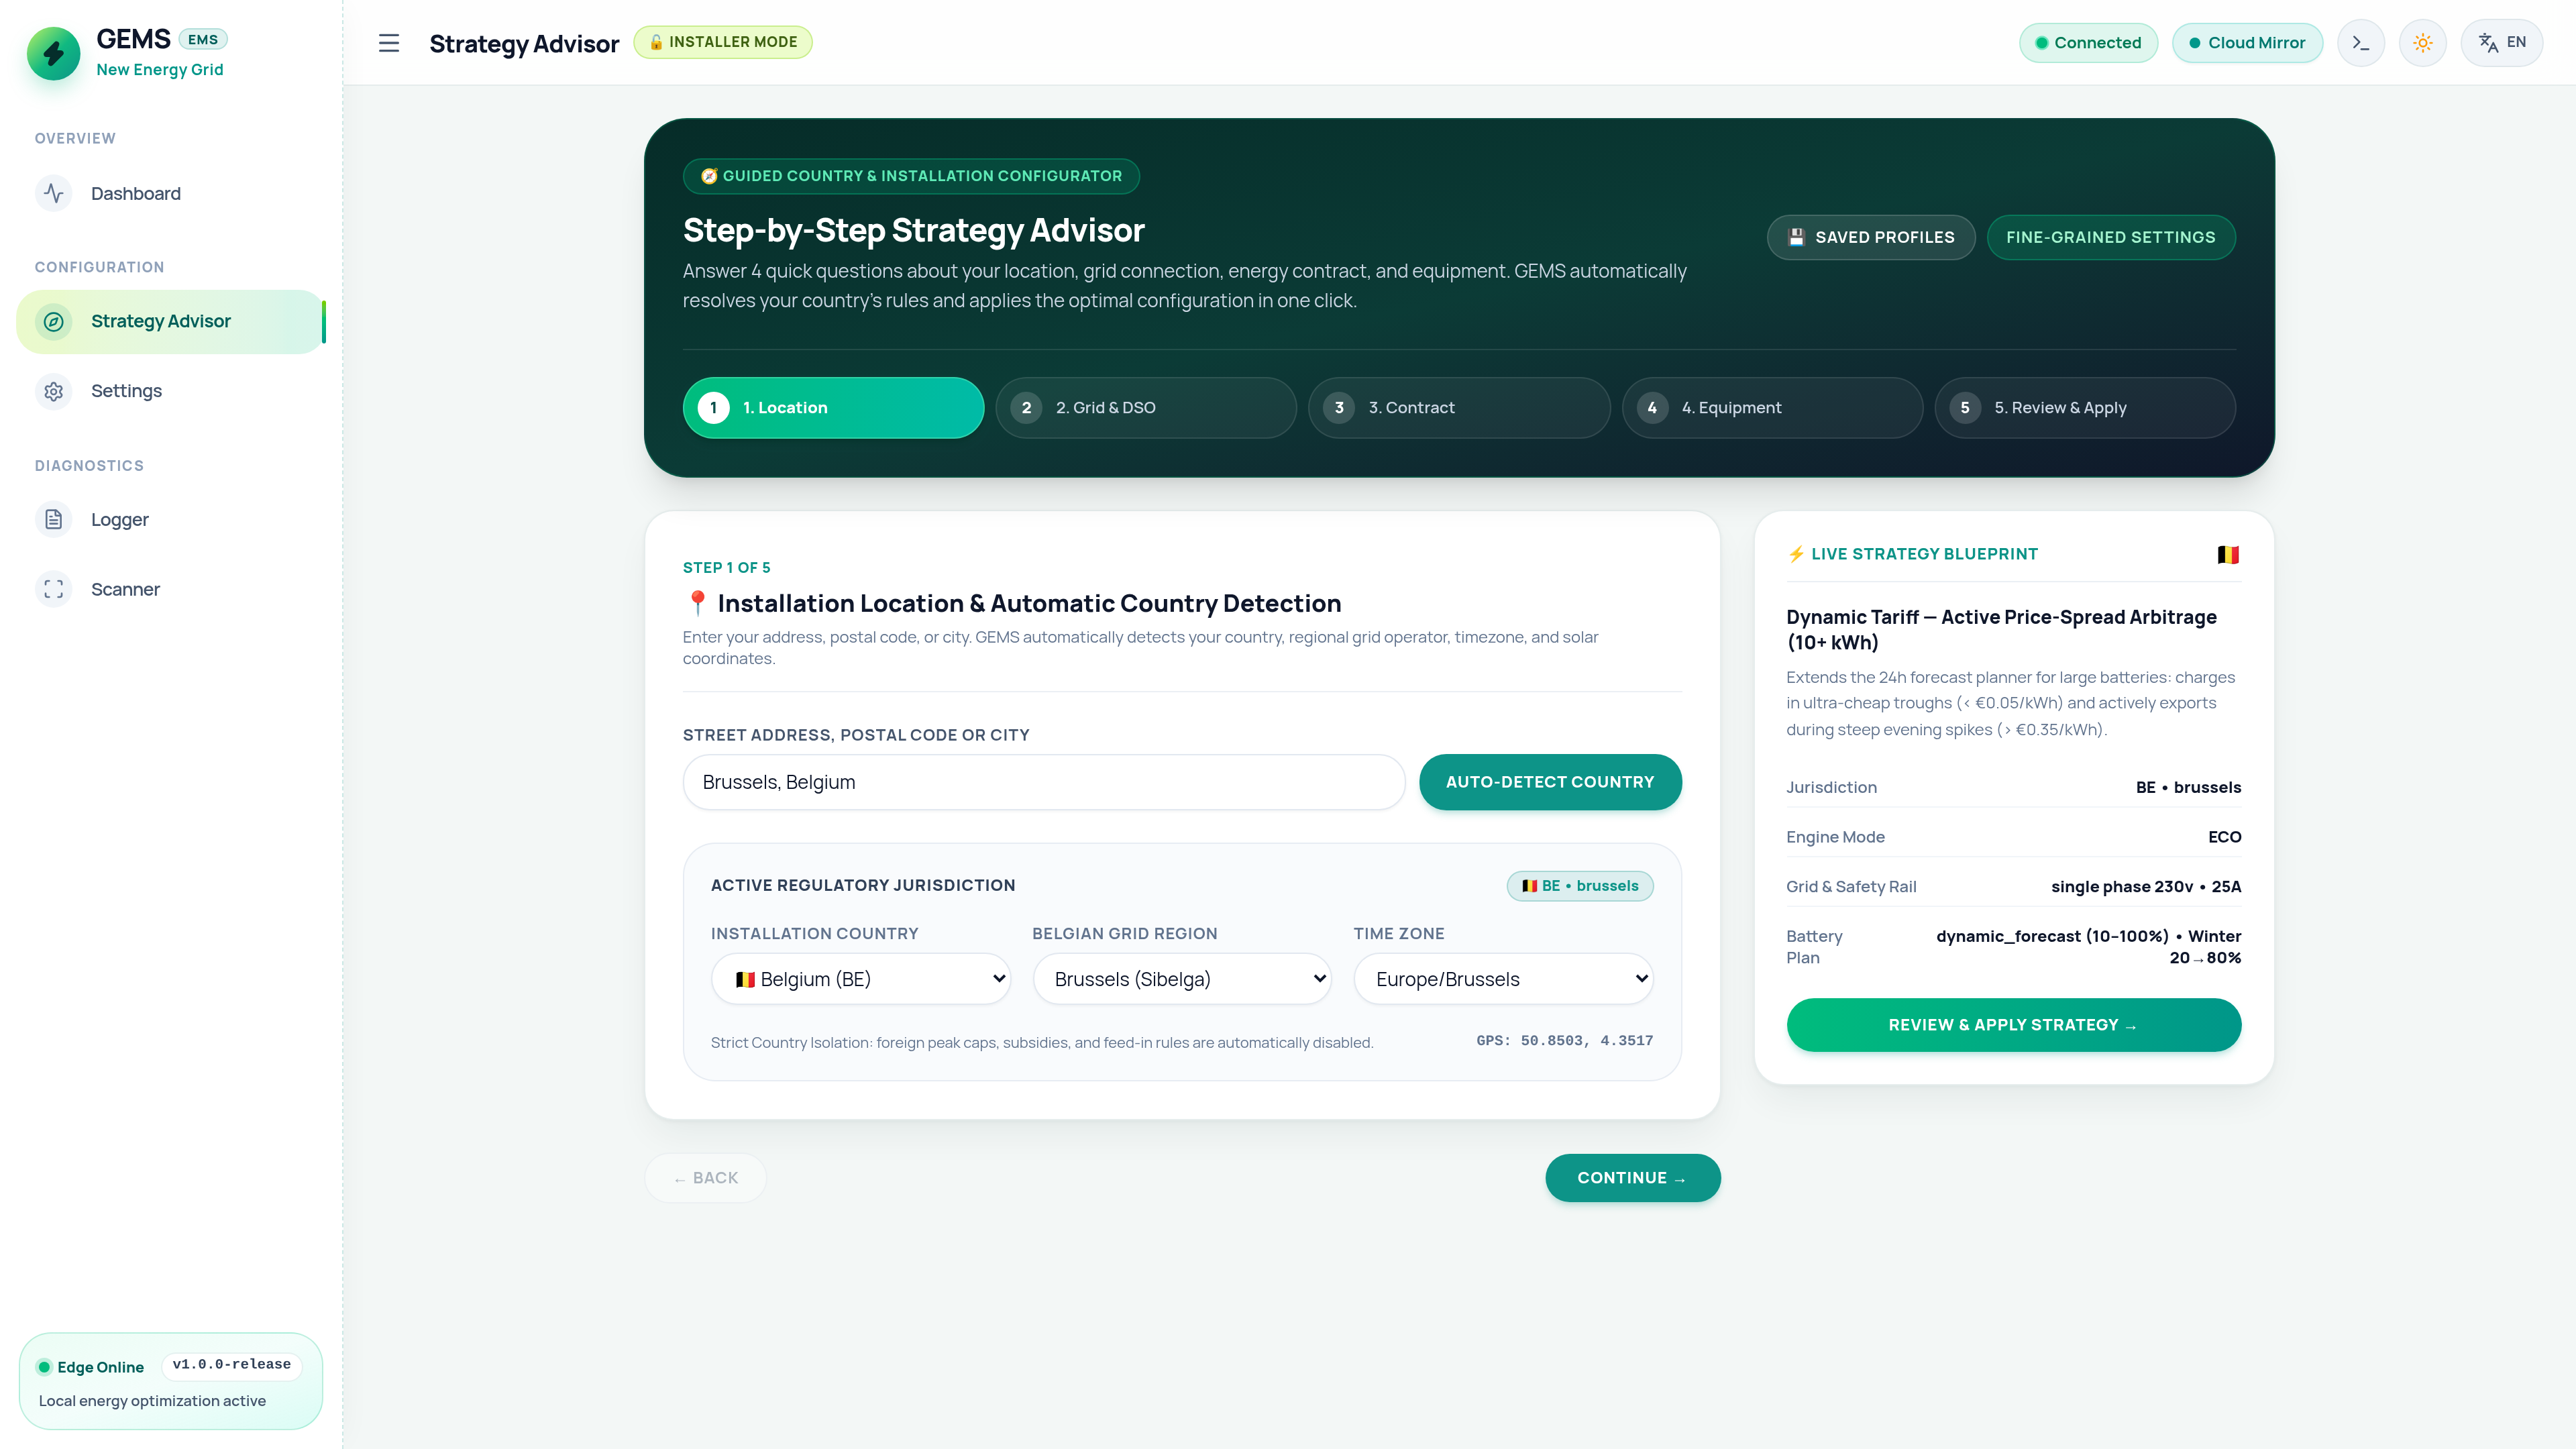 GEMS EMS
New Energy Grid
OVERVIEW
Dashboard
CONFIGURATION
Strategy Advisor
Settings
DIAGNOSTICS
Logger
Scanner
Edge Online v1.0.0-release
Local energy optimization active
Strategy Advisor 🔓 INSTALLER MODE
Connected
Cloud Mirror
EN
🧭 GUIDED COUNTRY & INSTALLATION CONFIGURATOR
Step-by-Step Strategy Advisor
Answer 4 quick questions about your location, grid connection, energy contract, and equipment. GEMS automatically
resolves your country's rules and applies the optimal configuration in one click.
💾 SAVED PROFILES
FINE-GRAINED SETTINGS
1 1. Location
2 2. Grid & DSO
3 3. Contract
4 4. Equipment
5 5. Review & Apply
STEP 1 OF 5
📍 Installation Location & Automatic Country Detection
Enter your address, postal code, or city. GEMS automatically detects your country, regional grid operator, timezone, and solar
coordinates.
STREET ADDRESS, POSTAL CODE OR CITY
Brussels, Belgium
AUTO-DETECT COUNTRY
ACTIVE REGULATORY JURISDICTION
🇧🇪 BE • brussels
INSTALLATION COUNTRY
BELGIAN GRID REGION
TIME ZONE
🇧🇪 Belgium (BE)
Brussels (Sibelga)
Europe/Brussels
Strict Country Isolation: foreign peak caps, subsidies, and feed-in rules are automatically disabled.
GPS: 50.8503, 4.3517
← BACK
CONTINUE →
⚡ LIVE STRATEGY BLUEPRINT 🇧🇪
Dynamic Tariff — Active Price-Spread Arbitrage
(10+ kWh)
Extends the 24h forecast planner for large batteries: charges
in ultra-cheap troughs (< €0.05/kWh) and actively exports
during steep evening spikes (> €0.35/kWh).
Jurisdiction BE • brussels
Engine Mode ECO
Grid & Safety Rail single phase 230v • 25A
Battery dynamic_forecast (10–100%) • Winter
Plan 20→80%
REVIEW & APPLY STRATEGY →